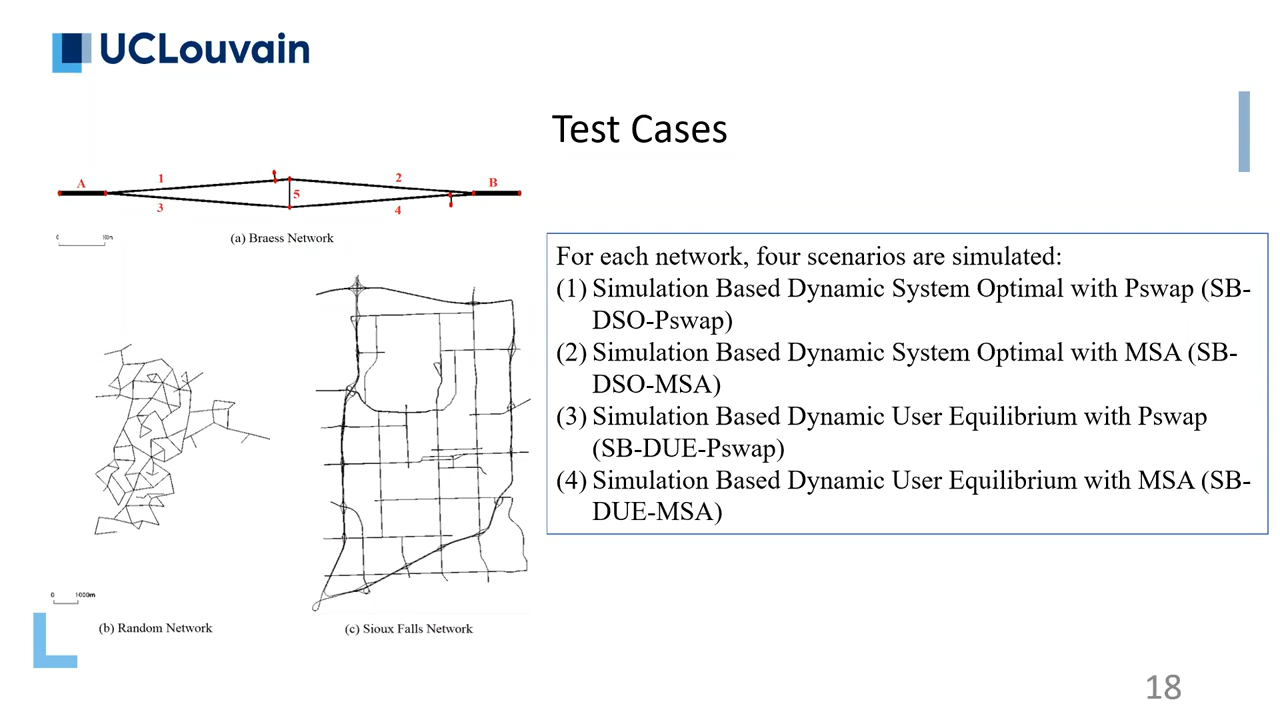 UCLouvain
Test Cases
A
1
2
B
5
3
4
0
100m
(a) Braess Network
For each network, four scenarios are simulated:
(1) Simulation Based Dynamic System Optimal with Pswap (SB-
DSO-Pswap)
(2) Simulation Based Dynamic System Optimal with MSA (SB-
DSO-MSA)
(3) Simulation Based Dynamic User Equilibrium with Pswap
(SB-DUE-Pswap)
(4) Simulation Based Dynamic User Equilibrium with MSA (SB-
DUE-MSA)
0
1000m
(b) Random Network
(c) Sioux Falls Network
18